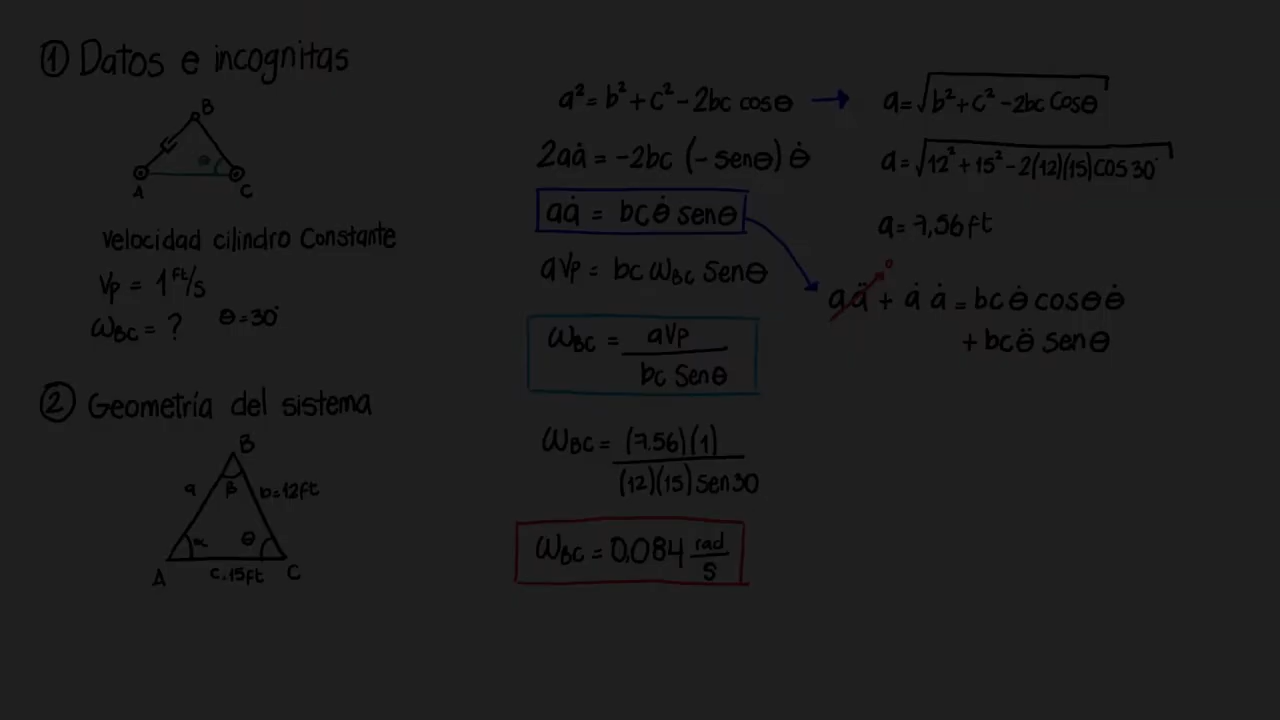 ① Datos e incognitas
B
θ
A C
Velocidad cilindro Constante
Vp = 1 ft/s
ωBC = ? θ = 30°
② Geometría del sistema
B
a β b=12ft
α θ
A c.15ft C
a² = b² + c² - 2bc cosθ →
2aȧ = -2bc (-senθ) θ̇
aȧ = bcθ̇ senθ
aVp = bc ωBC Senθ
ωBC = aVp / bc Senθ
ωBC = (7.56)(1) / (12)(15) sen30
ωBC = 0,084 rad/s
a = √b² + c² - 2bc Cosθ
a = √12² + 15² - 2(12)(15) COS 30°
a = 7,56 ft
aä + ȧ ȧ = bcθ̇ cosθ θ̇
+ bcθ̈ senθ
0